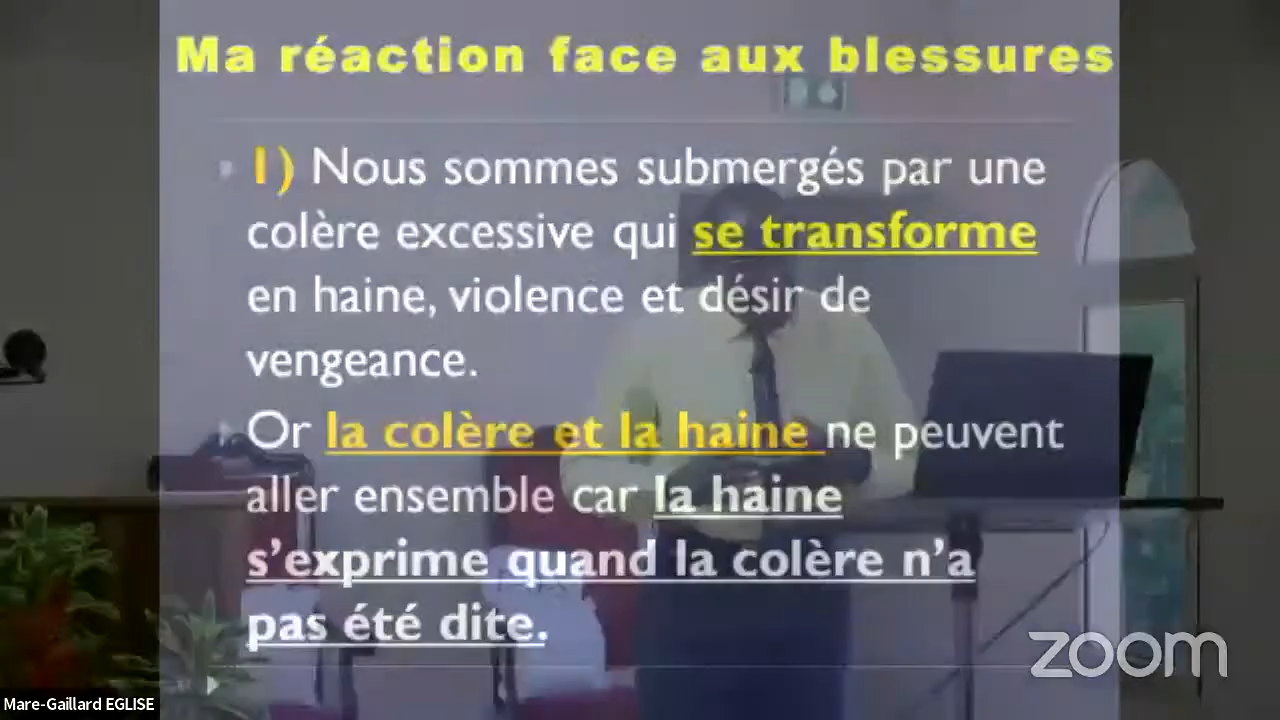 Ma réaction face aux blessures
1) Nous sommes submergés par une
colère excessive qui se transforme
en haine, violence et désir de
vengeance.
Or la colère et la haine ne peuvent
aller ensemble car la haine
s'exprime quand la colère n'a
pas été dite.
zoom
Mare-Gaillard EGLISE